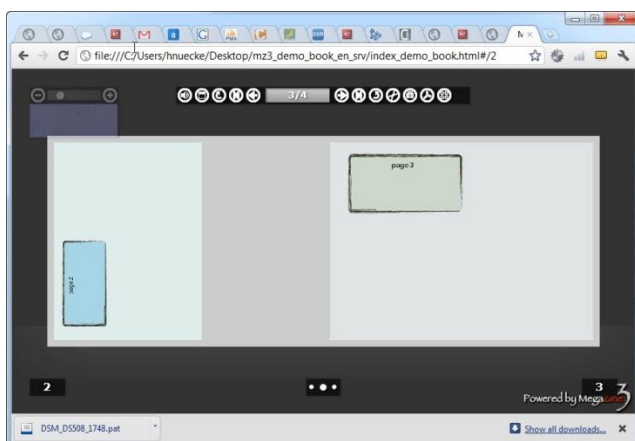 file:///C:/Users/hnuecke/Desktop/mz3_demo_book_en_srv/index_demo_book.html#/2
3/4
page 3
page 2
2
3
Powered by Megazine3
DSM_DS508_1748.pat
Show all downloads...